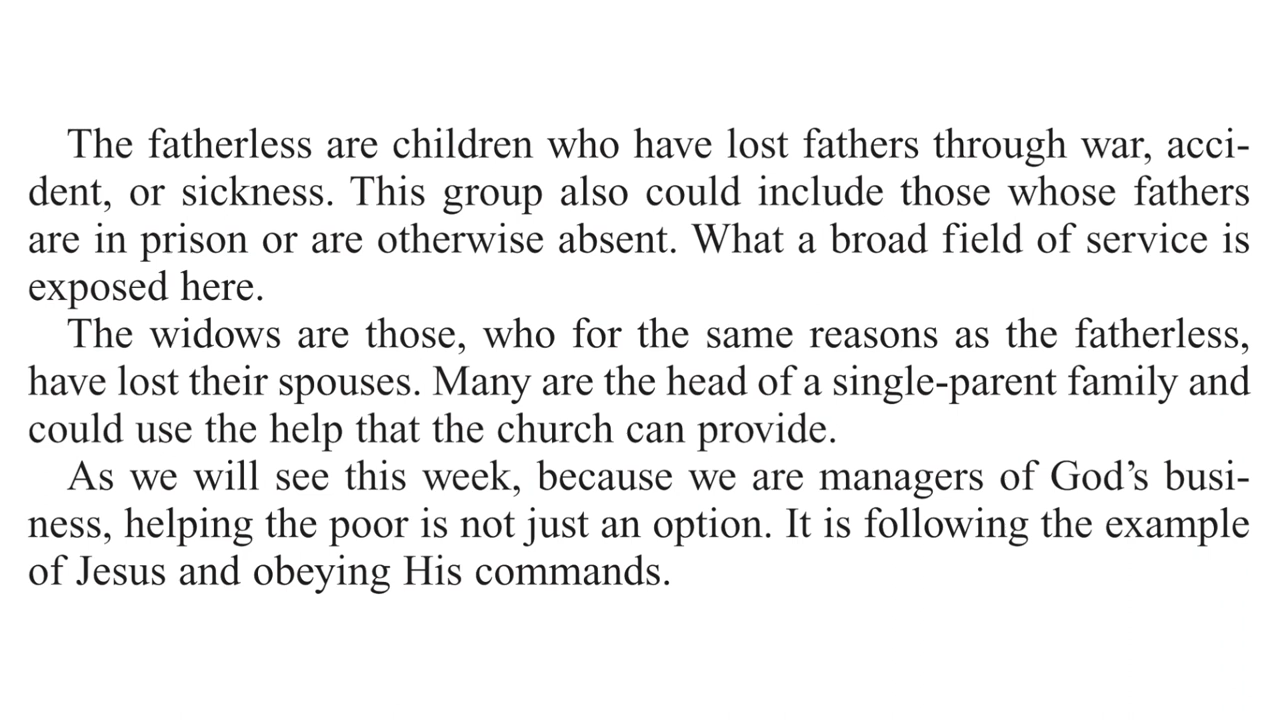 The fatherless are children who have lost fathers through war, acci-
dent, or sickness. This group also could include those whose fathers
are in prison or are otherwise absent. What a broad field of service is
exposed here.
The widows are those, who for the same reasons as the fatherless,
have lost their spouses. Many are the head of a single-parent family and
could use the help that the church can provide.
As we will see this week, because we are managers of God’s busi-
ness, helping the poor is not just an option. It is following the example
of Jesus and obeying His commands.